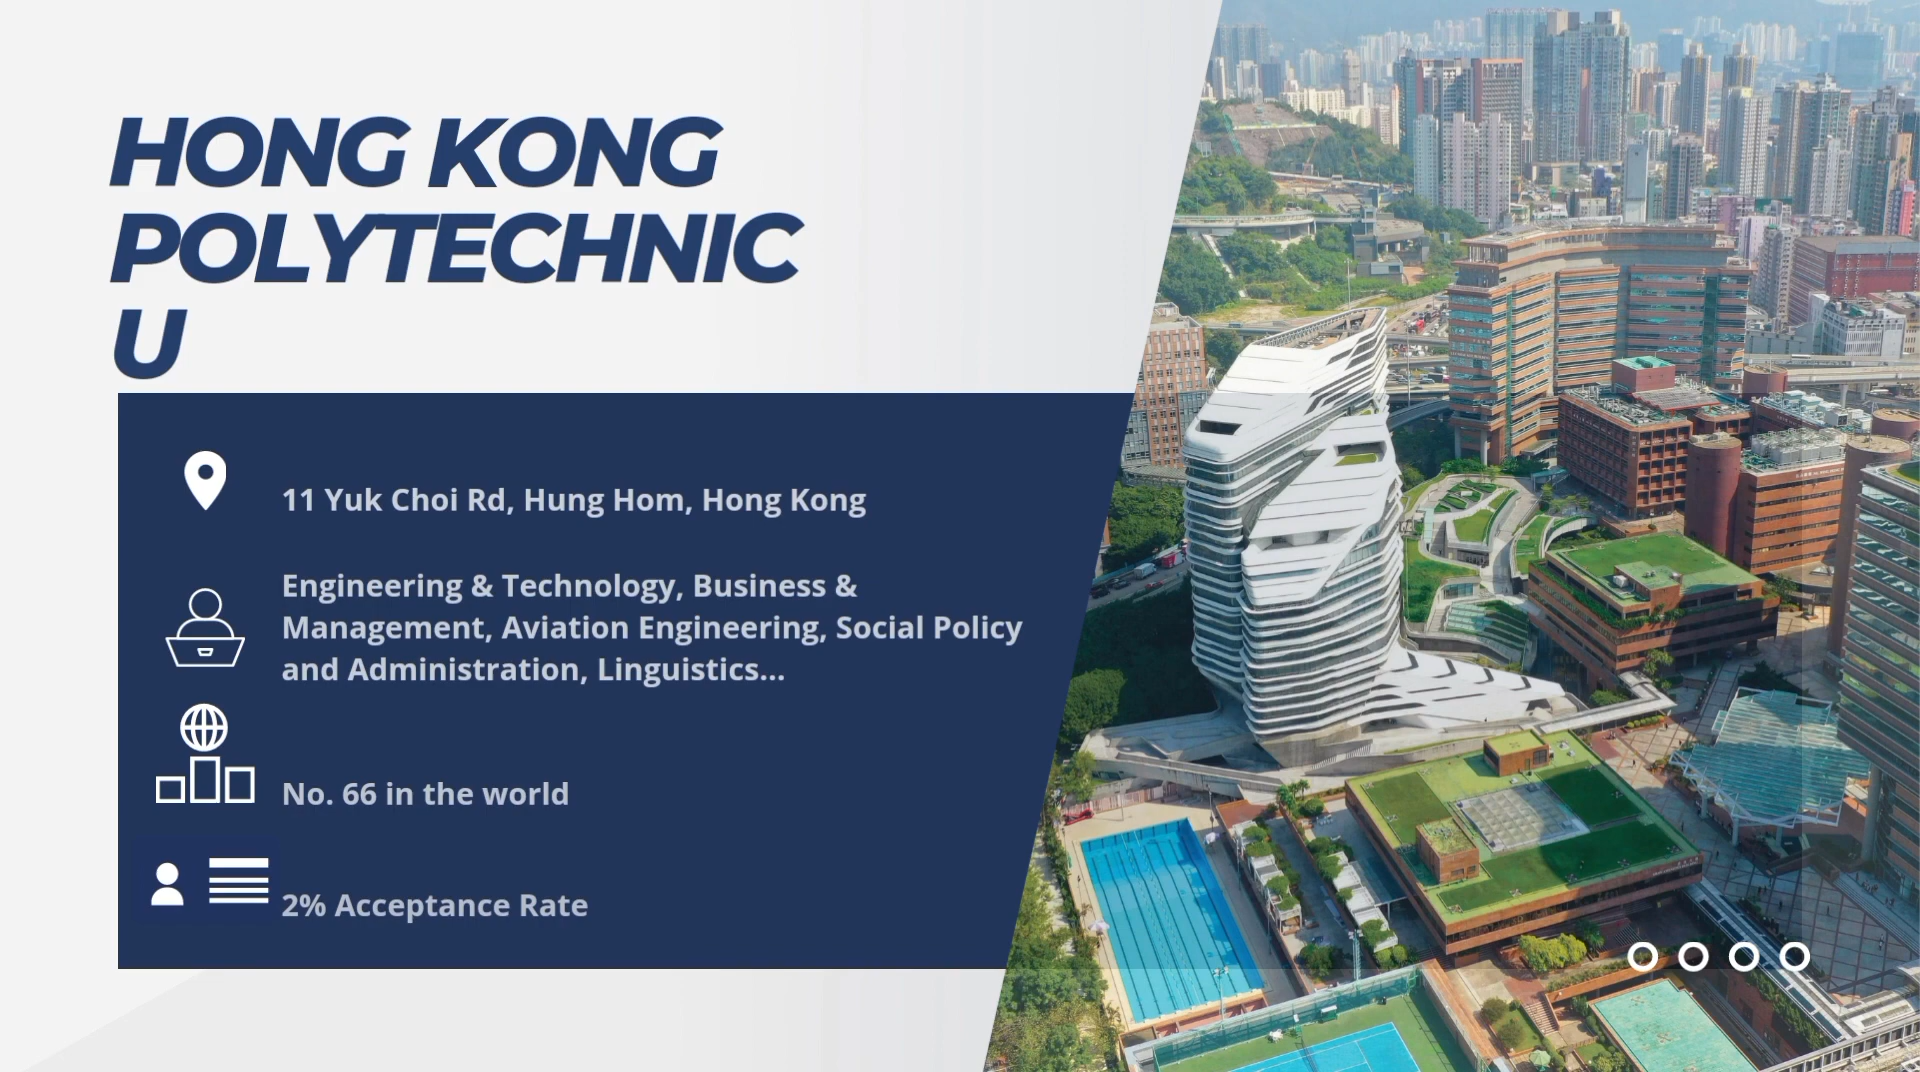 HONG KONG
POLYTECHNIC
U
11 Yuk Choi Rd, Hung Hom, Hong Kong
Engineering & Technology, Business &
Management, Aviation Engineering, Social Policy
and Administration, Linguistics...
No. 66 in the world
2% Acceptance Rate